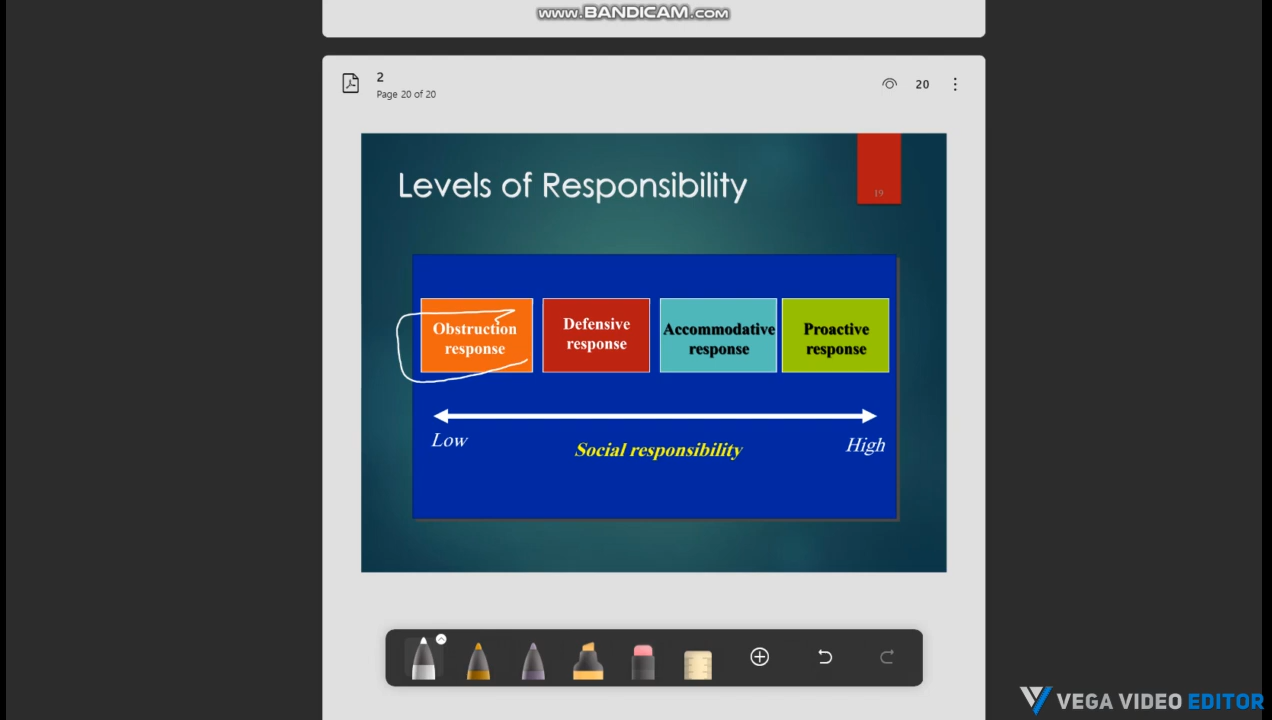 www.BANDICAM.com
2
Page 20 of 20
20
Levels of Responsibility
19
Obstruction
response
Defensive
response
Accommodative
response
Proactive
response
Low
Social responsibility
High
VEGA VIDEO EDITOR